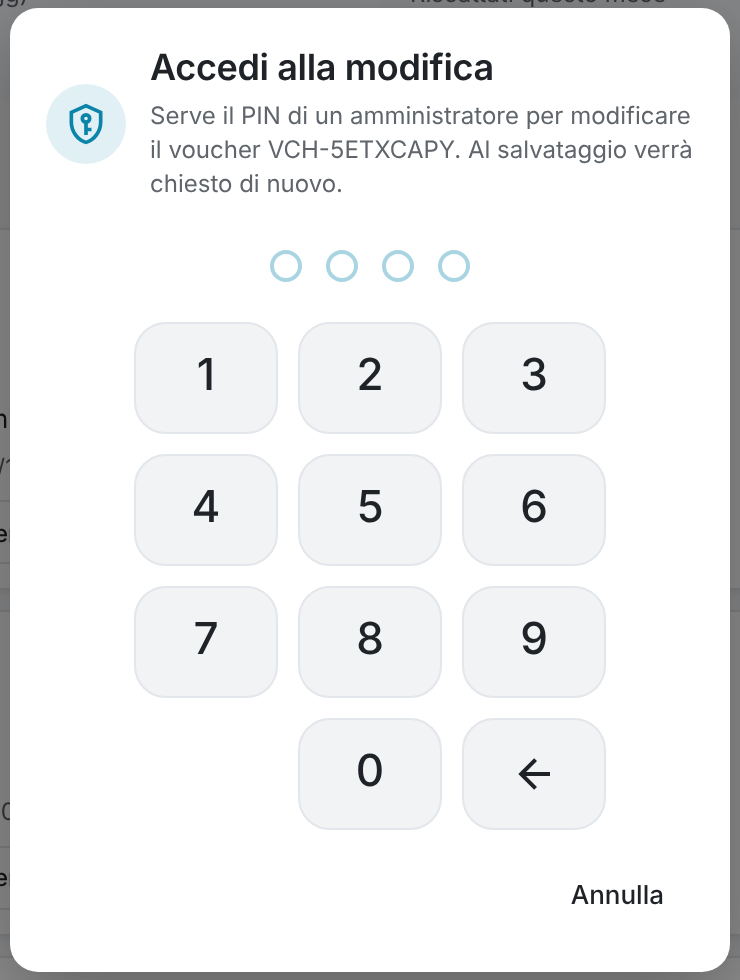 Accedi alla modifica
Serve il PIN di un amministratore per modificare
il voucher VCH-5ETXCAPY. Al salvataggio verrà
chiesto di nuovo.
1 2 3
4 5 6
7 8 9
0 ←
Annulla